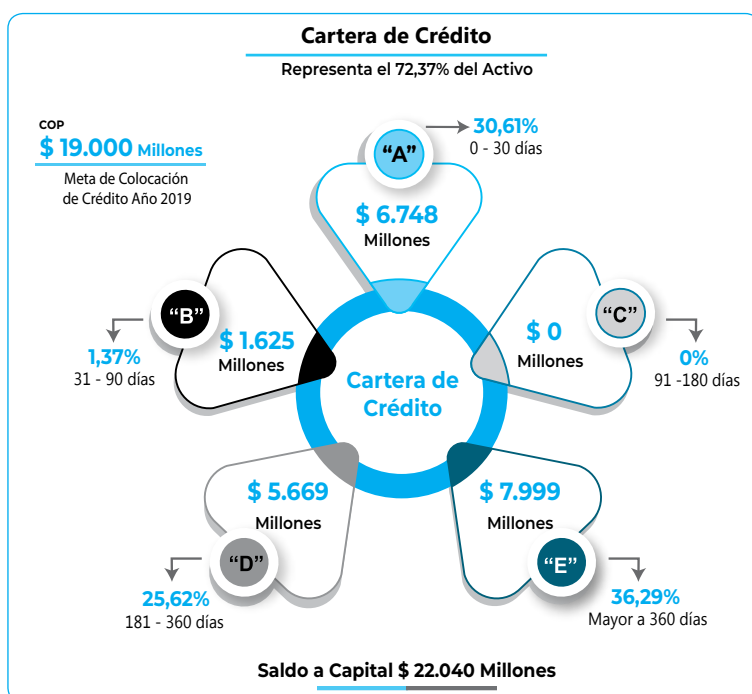 Cartera de Crédito
Representa el 72,37% del Activo
COP
$ 19.000 Millones
Meta de Colocación
de Crédito Año 2019
"A"
30,61%
0 - 30 días
$ 6.748
Millones
"B"
1,37%
31 - 90 días
$ 1.625
Millones
"C"
0%
91 -180 días
$ 0
Millones
Cartera de
Crédito
"D"
25,62%
181 - 360 días
$ 5.669
Millones
"E"
36,29%
Mayor a 360 días
$ 7.999
Millones
Saldo a Capital $ 22.040 Millones